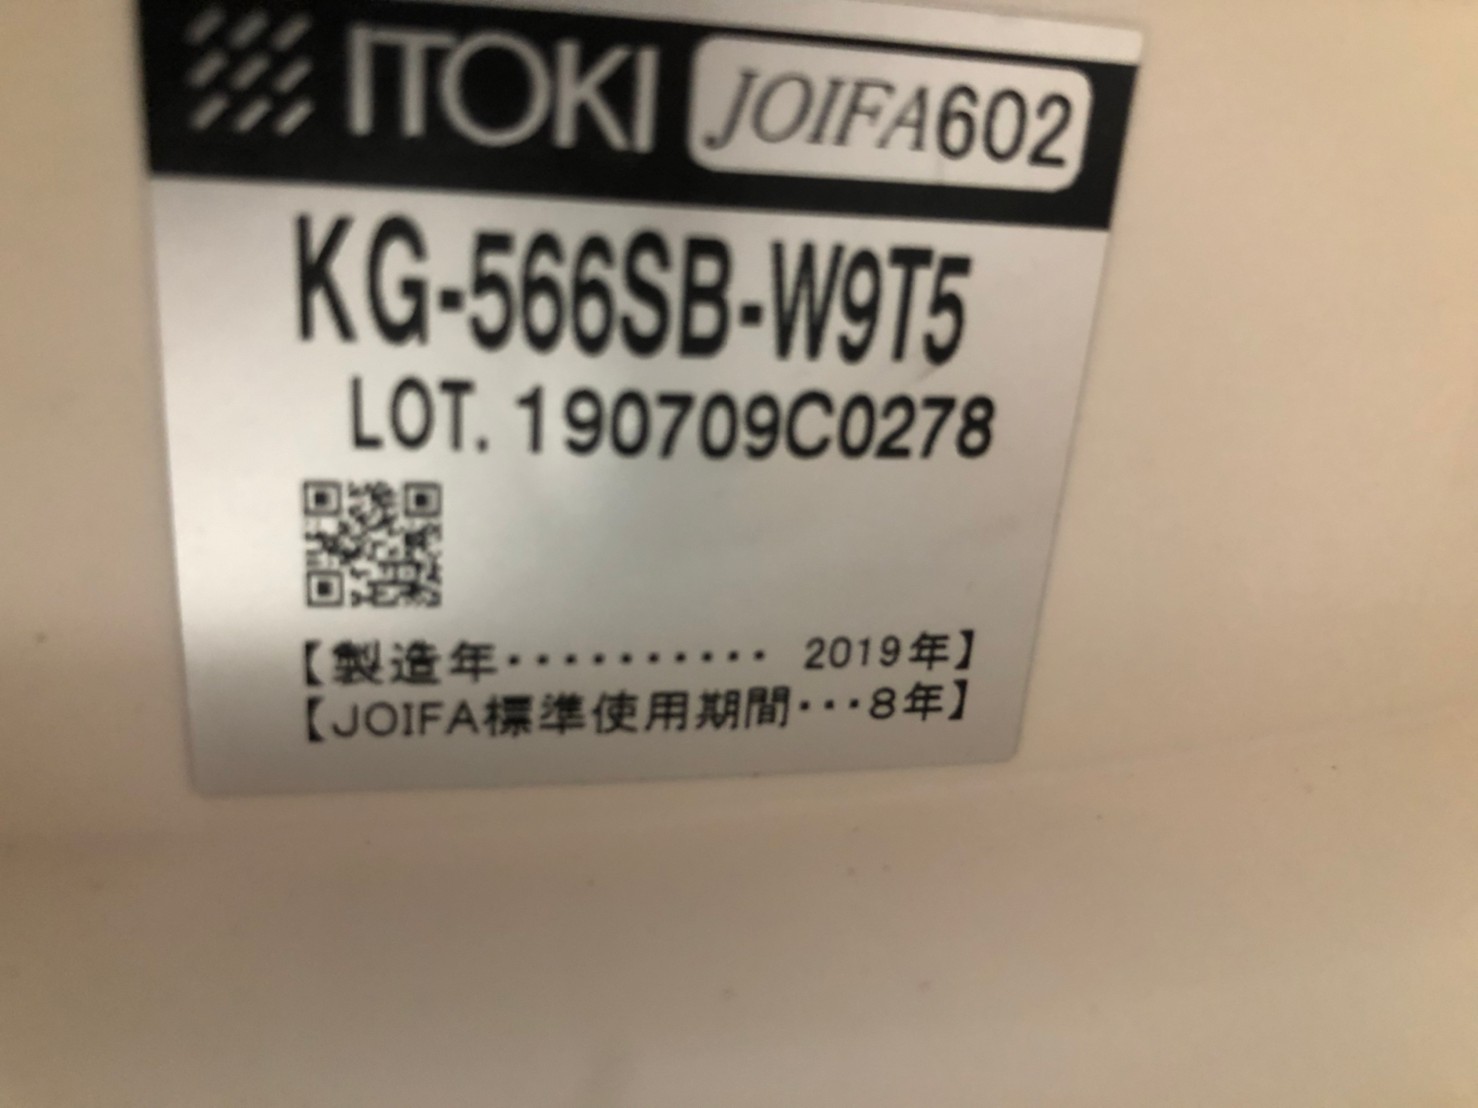 ITOKI JOIFA602
KG-566SB-W9T5
LOT. 190709C0278
【製造年・・・・・・・・・・ 2019年】
【JOIFA標準使用期間・・・8年】